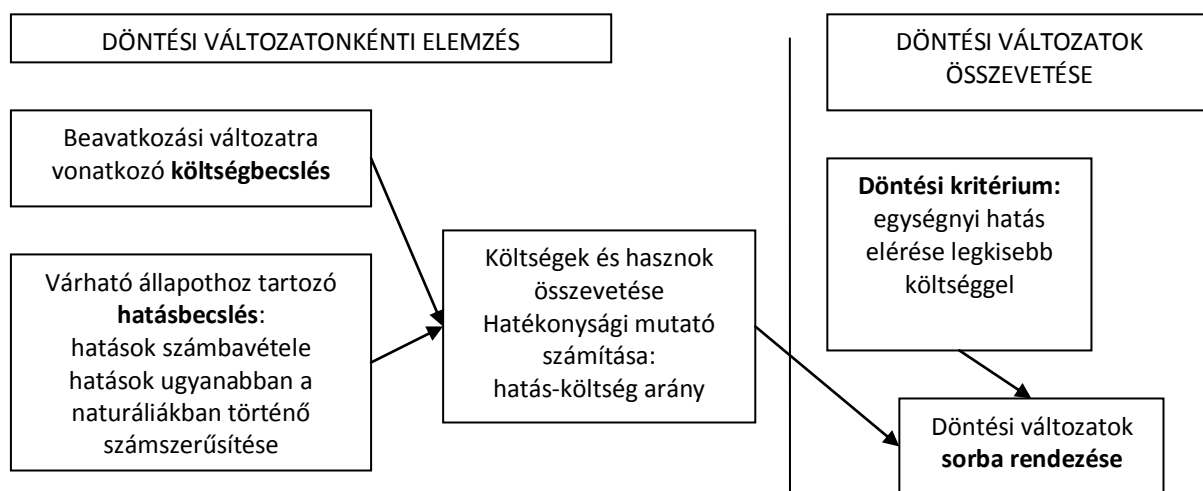 DÖNTÉSI VÁLTOZATONKÉNTI ELEMZÉS
DÖNTÉSI VÁLTOZATOK
ÖSSZEVETÉSE
Beavatkozási változatra
vonatkozó költségbecslés
Várható állapothoz tartozó
hatásbecslés:
hatások számbavétele
hatások ugyanabban a
naturáliákban történő
számszerűsítése
Költségek és hasznok
összevetése
Hatékonysági mutató
számítása:
hatás-költség arány
Döntési kritérium:
egységnyi hatás
elérése legkisebb
költséggel
Döntési változatok
sorba rendezése